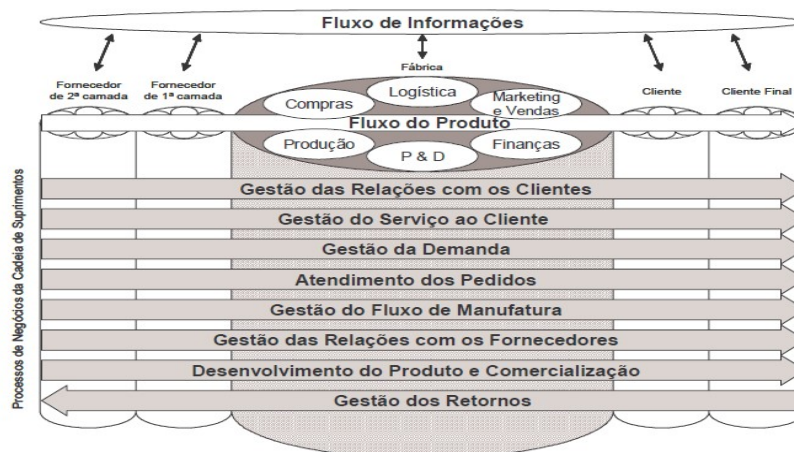 Fluxo de Informações
Fornecedor
de 2ª camada
Fornecedor
de 1ª camada
Fábrica
Cliente
Cliente Final
Compras
Logística
Marketing
e Vendas
Fluxo do Produto
Produção
P & D
Finanças
Processos de Negócios da Cadeia de Suprimentos
Gestão das Relações com os Clientes
Gestão do Serviço ao Cliente
Gestão da Demanda
Atendimento dos Pedidos
Gestão do Fluxo de Manufatura
Gestão das Relações com os Fornecedores
Desenvolvimento do Produto e Comercialização
Gestão dos Retornos